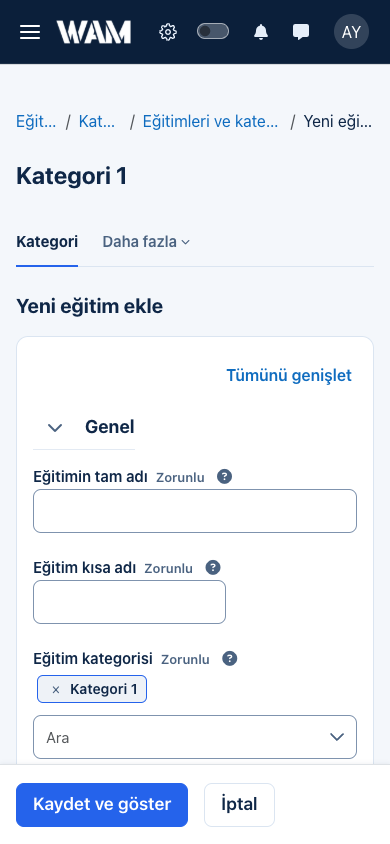 WAM
AY
Eğit... / Kat... / Eğitimleri ve kate... / Yeni eği...
Kategori 1
Kategori Daha fazla
Yeni eğitim ekle
Tümünü genişlet
Genel
Eğitimin tam adı Zorunlu ?
Eğitim kısa adı Zorunlu ?
Eğitim kategorisi Zorunlu ?
× Kategori 1
Ara
Kaydet ve göster İptal